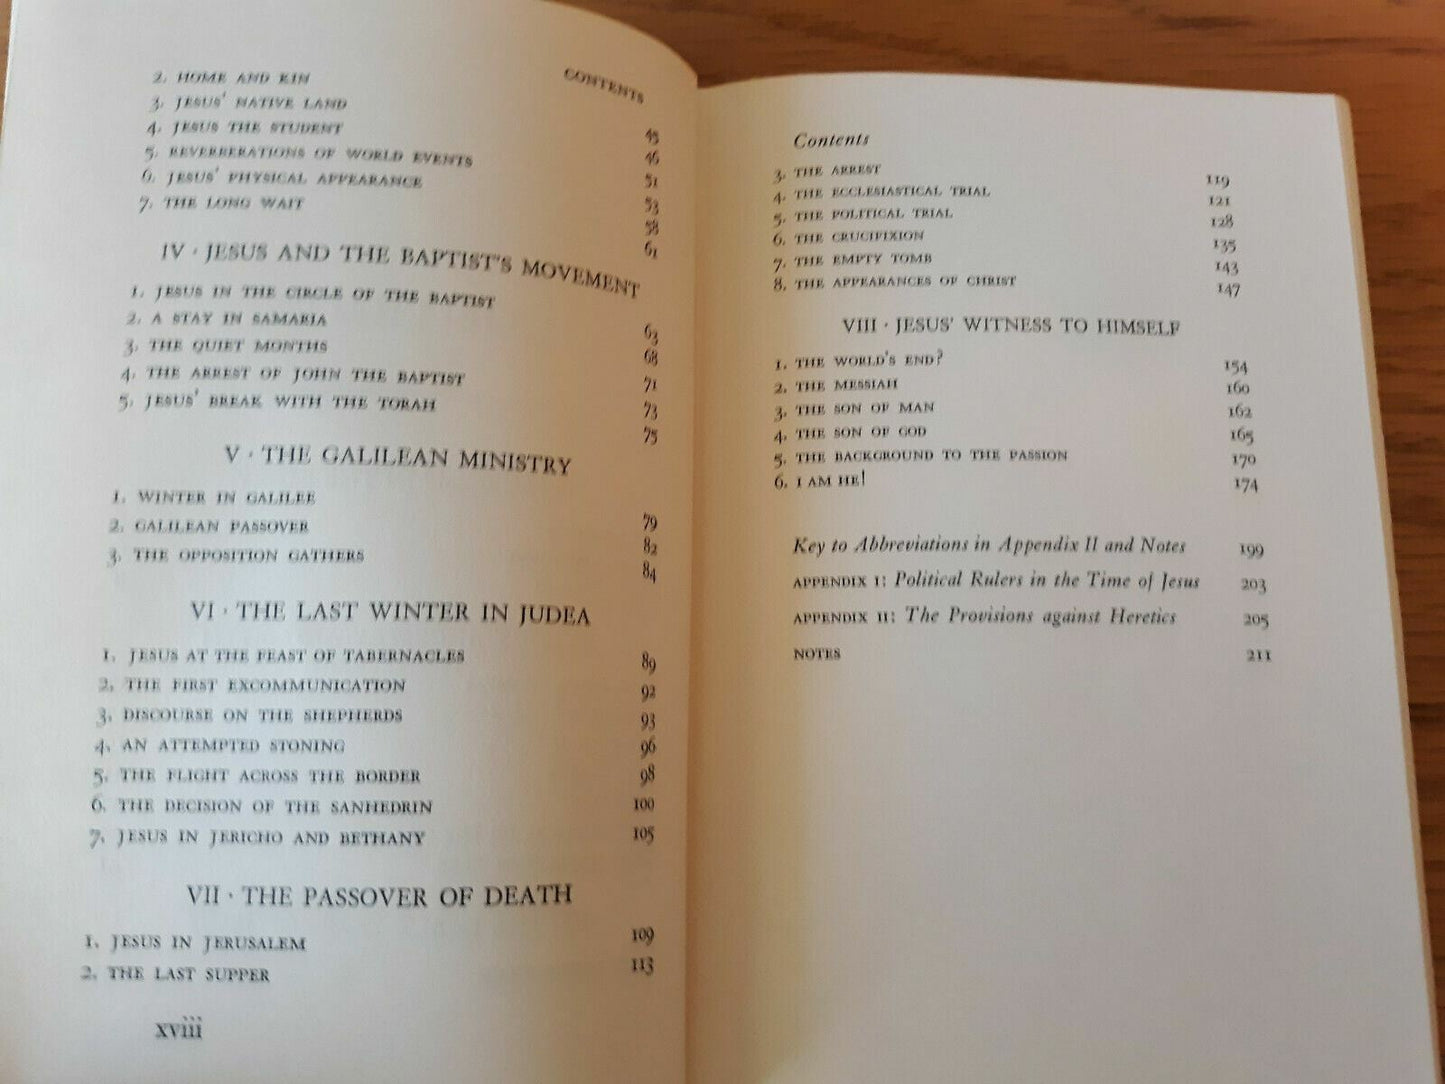 CONTENTS
2. HOME AND KIN 45
3. JESUS' NATIVE LAND 46
4. JESUS THE STUDENT 51
5. REVERBERATIONS OF WORLD EVENTS 53
6. JESUS' PHYSICAL APPEARANCE 58
7. THE LONG WAIT 61
IV · JESUS AND THE BAPTIST'S MOVEMENT
1. JESUS IN THE CIRCLE OF THE BAPTIST 63
2. A STAY IN SAMARIA 68
3. THE QUIET MONTHS 71
4. THE ARREST OF JOHN THE BAPTIST 73
5. JESUS' BREAK WITH THE TORAH 75
V · THE GALILEAN MINISTRY
1. WINTER IN GALILEE 79
2. GALILEAN PASSOVER 82
3. THE OPPOSITION GATHERS 84
VI · THE LAST WINTER IN JUDEA
1. JESUS AT THE FEAST OF TABERNACLES 89
2. THE FIRST EXCOMMUNICATION 92
3. DISCOURSE ON THE SHEPHERDS 93
4. AN ATTEMPTED STONING 96
5. THE FLIGHT ACROSS THE BORDER 98
6. THE DECISION OF THE SANHEDRIN 100
7. JESUS IN JERICHO AND BETHANY 105
VII · THE PASSOVER OF DEATH
1. JESUS IN JERUSALEM 109
2. THE LAST SUPPER 113
xviii
Contents
3. THE ARREST 119
4. THE ECCLESIASTICAL TRIAL 121
5. THE POLITICAL TRIAL 128
6. THE CRUCIFIXION 135
7. THE EMPTY TOMB 143
8. THE APPEARANCES OF CHRIST 147
VIII · JESUS' WITNESS TO HIMSELF
1. THE WORLD'S END? 154
2. THE MESSIAH 160
3. THE SON OF MAN 162
4. THE SON OF GOD 165
5. THE BACKGROUND TO THE PASSION 170
6. I AM HE! 174
Key to Abbreviations in Appendix II and Notes 199
APPENDIX I: Political Rulers in the Time of Jesus 203
APPENDIX II: The Provisions against Heretics 205
NOTES 211